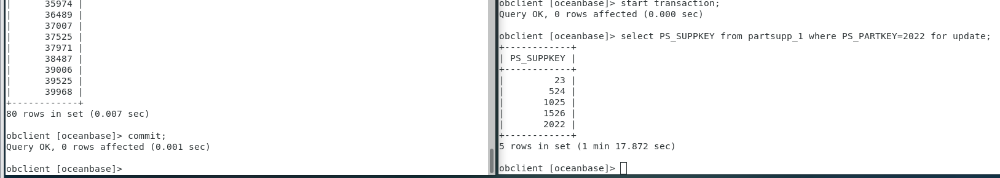 |      35974 |
|      36489 |
|      37007 |
|      37525 |
|      37971 |
|      38487 |
|      39006 |
|      39525 |
|      39968 |
+------------+
80 rows in set (0.007 sec)
obclient [oceanbase]> commit;
Query OK, 0 rows affected (0.001 sec)
obclient [oceanbase]>
obclient [oceanbase]> start transaction;
Query OK, 0 rows affected (0.000 sec)
obclient [oceanbase]> select PS_SUPPKEY from partsupp_1 where PS_PARTKEY=2022 for update;
+------------+
| PS_SUPPKEY |
+------------+
|         23 |
|        524 |
|       1025 |
|       1526 |
|       2022 |
+------------+
5 rows in set (1 min 17.872 sec)
obclient [oceanbase]>